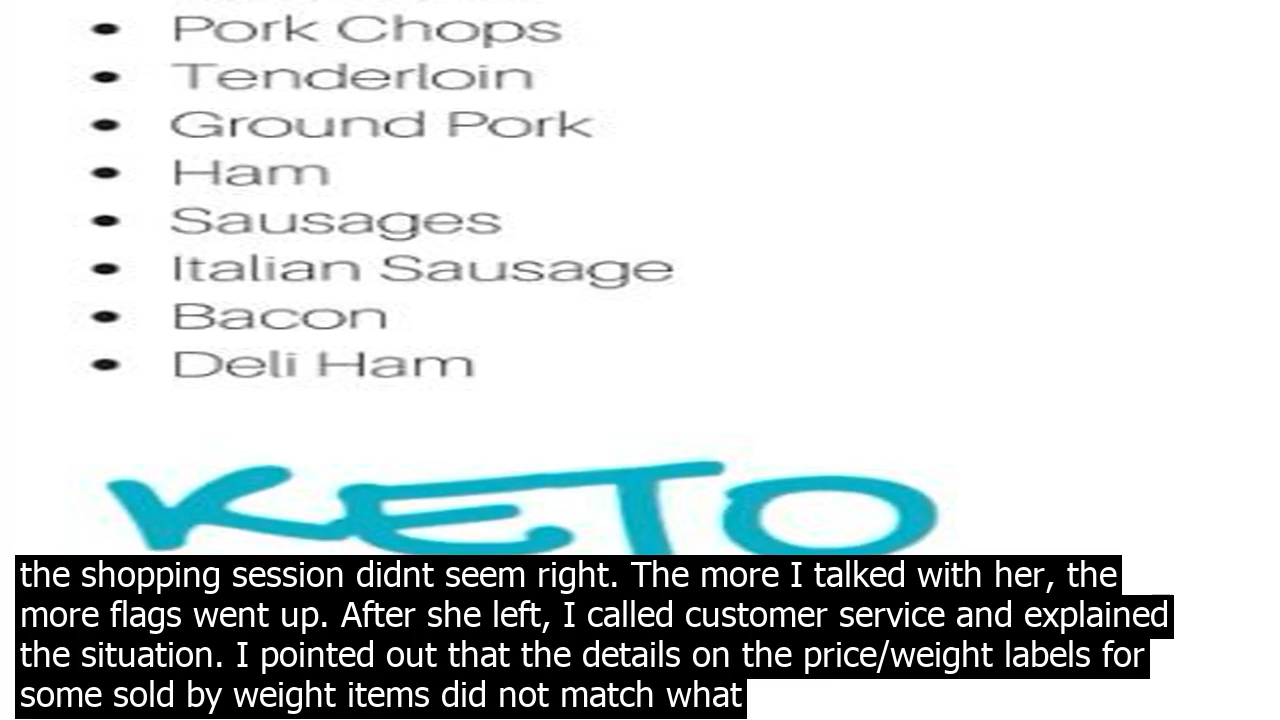 Pork Chops
Tenderloin
Ground Pork
Ham
Sausages
Italian Sausage
Bacon
Deli Ham
KETO
the shopping session didnt seem right. The more I talked with her, the
more flags went up. After she left, I called customer service and explained
the situation. I pointed out that the details on the price/weight labels for
some sold by weight items did not match what